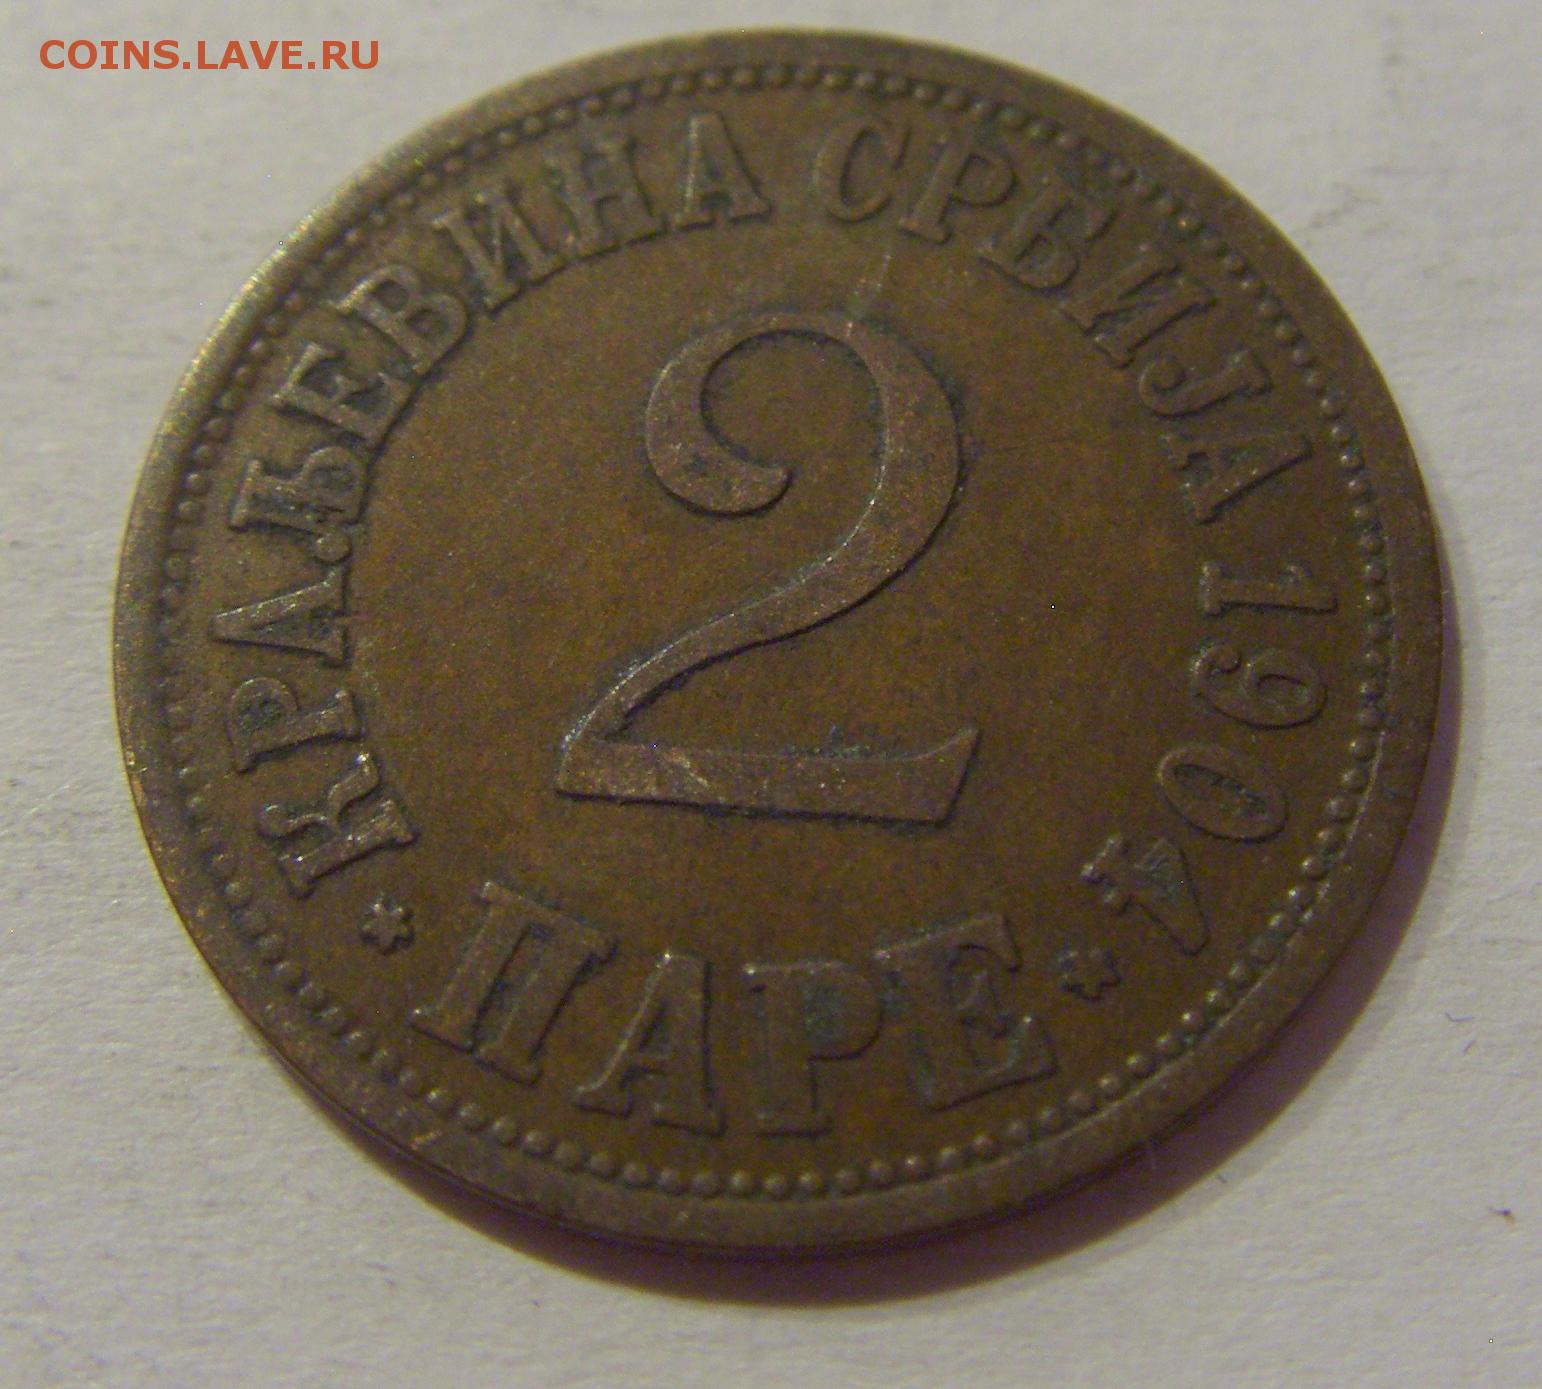 COINS.LAVE.RU
КРАЉЕВИНА СРБИЈА 1904
2
ПАРЕ